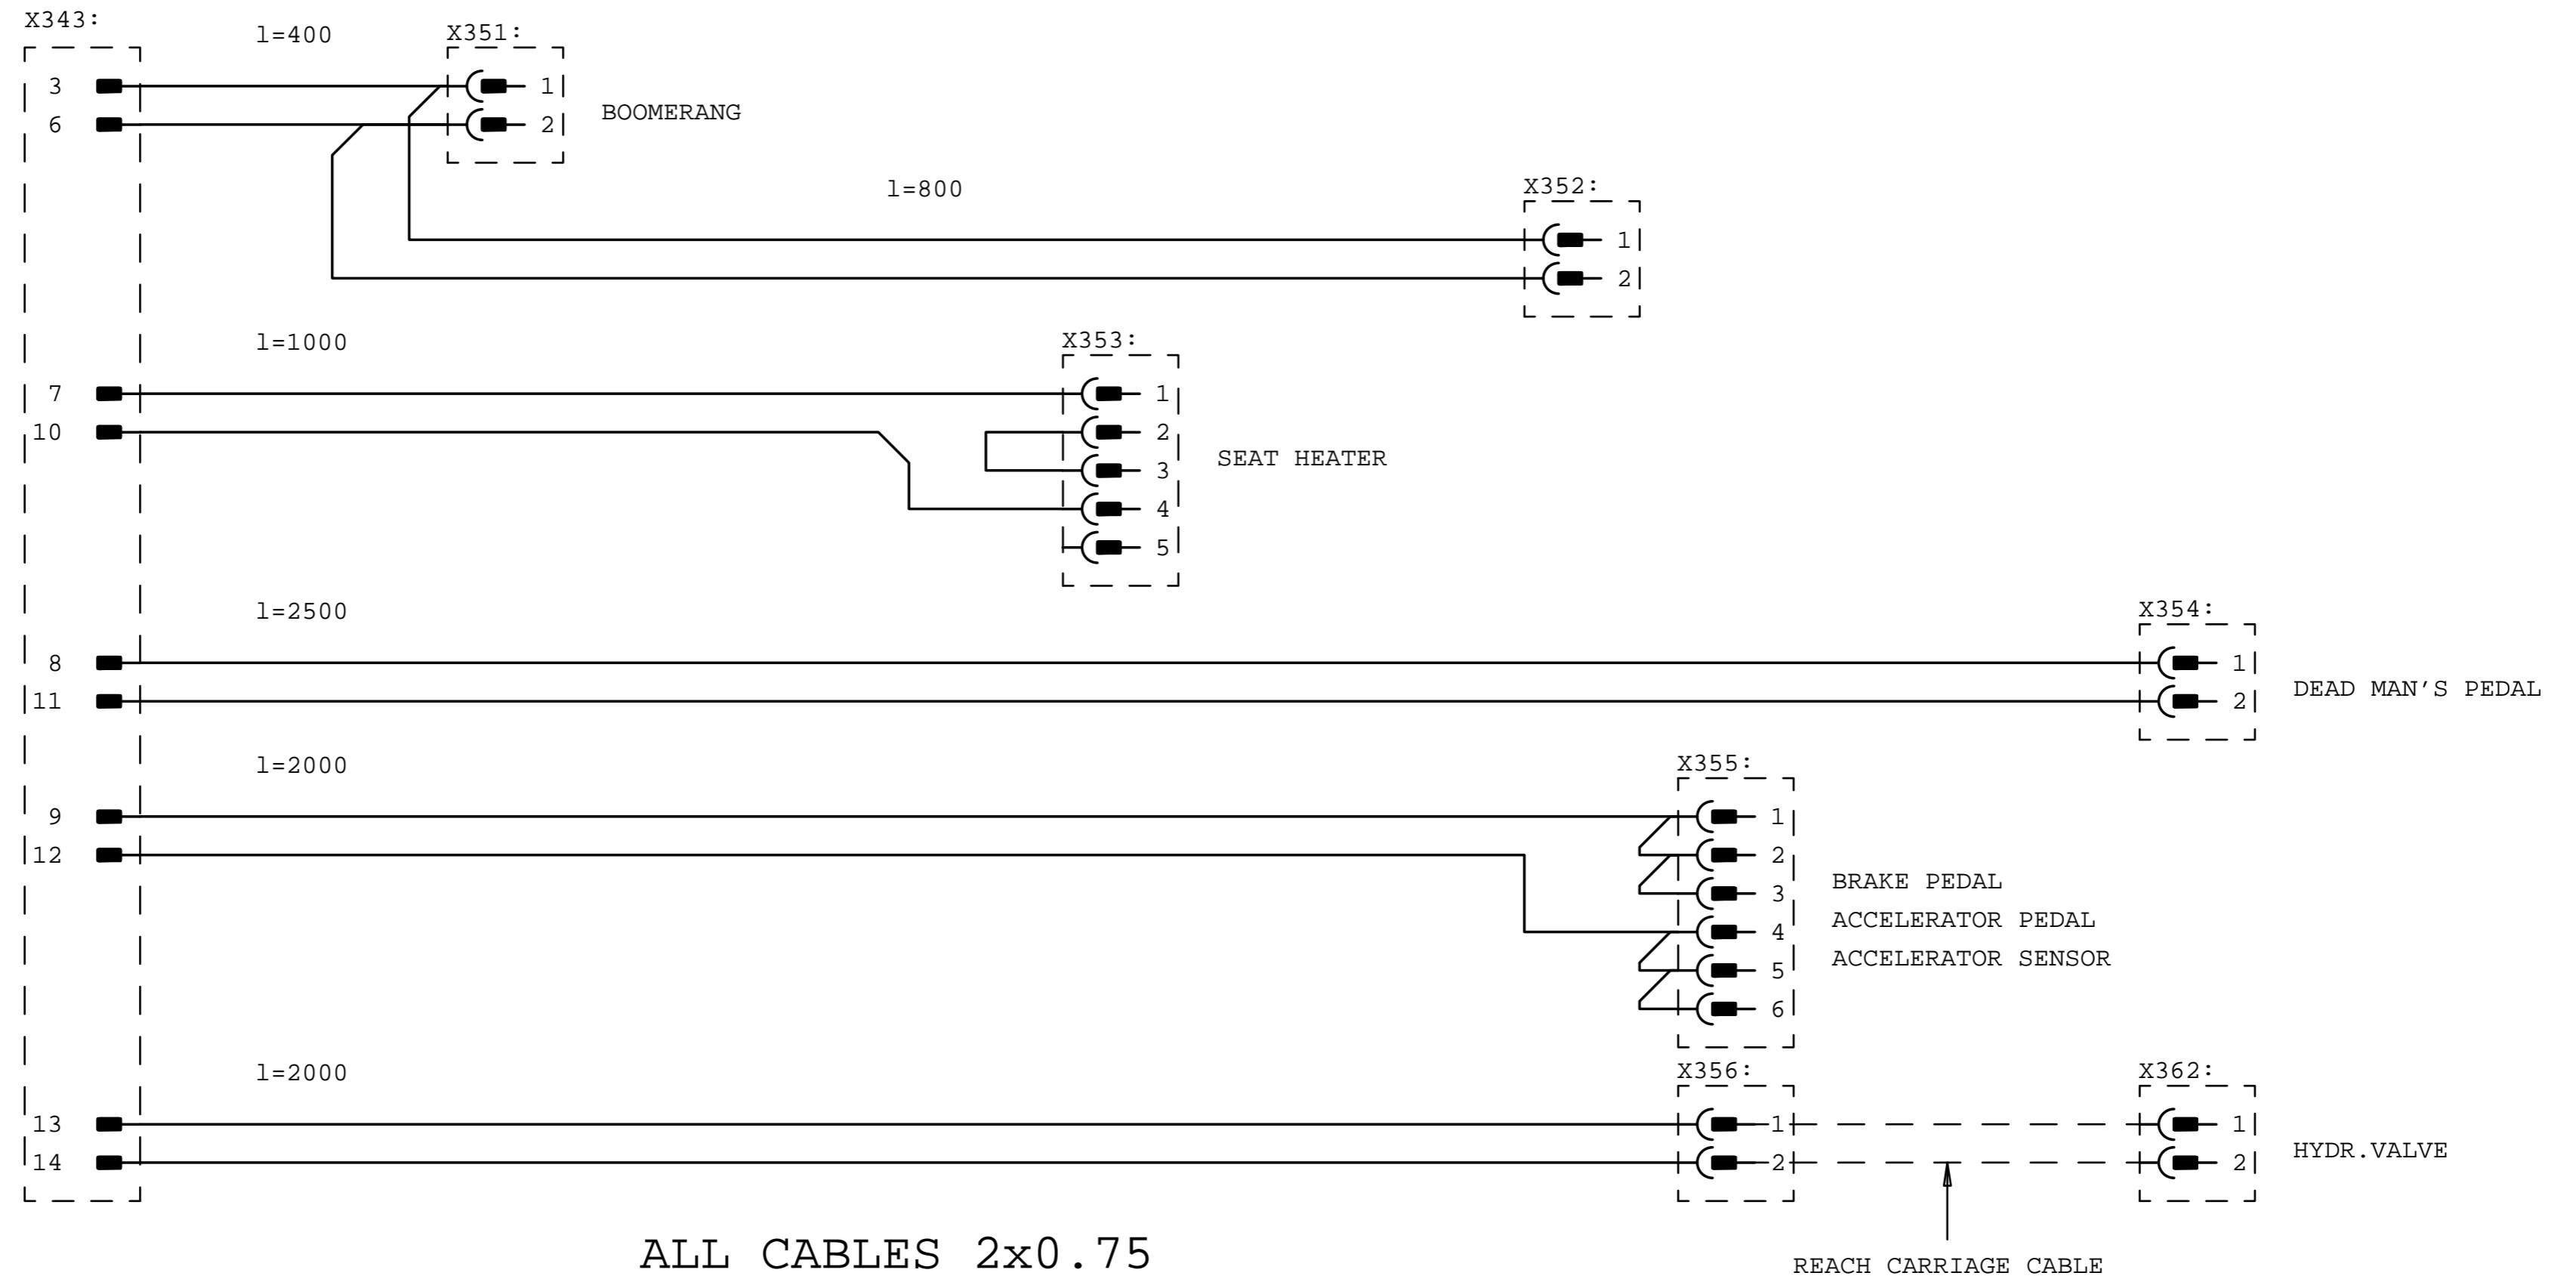 X343:
l=400
X351:
3
1
6
2
BOOMERANG
l=800
X352:
1
2
l=1000
X353:
7
1
10
2
3
SEAT HEATER
4
5
l=2500
X354:
8
1
11
2
DEAD MAN'S PEDAL
l=2000
X355:
9
1
12
2
3
BRAKE PEDAL
4
ACCELERATOR PEDAL
5
ACCELERATOR SENSOR
6
l=2000
X356:
X362:
13
1
1
14
2
2
HYDR.VALVE
ALL CABLES 2x0.75
REACH CARRIAGE CABLE